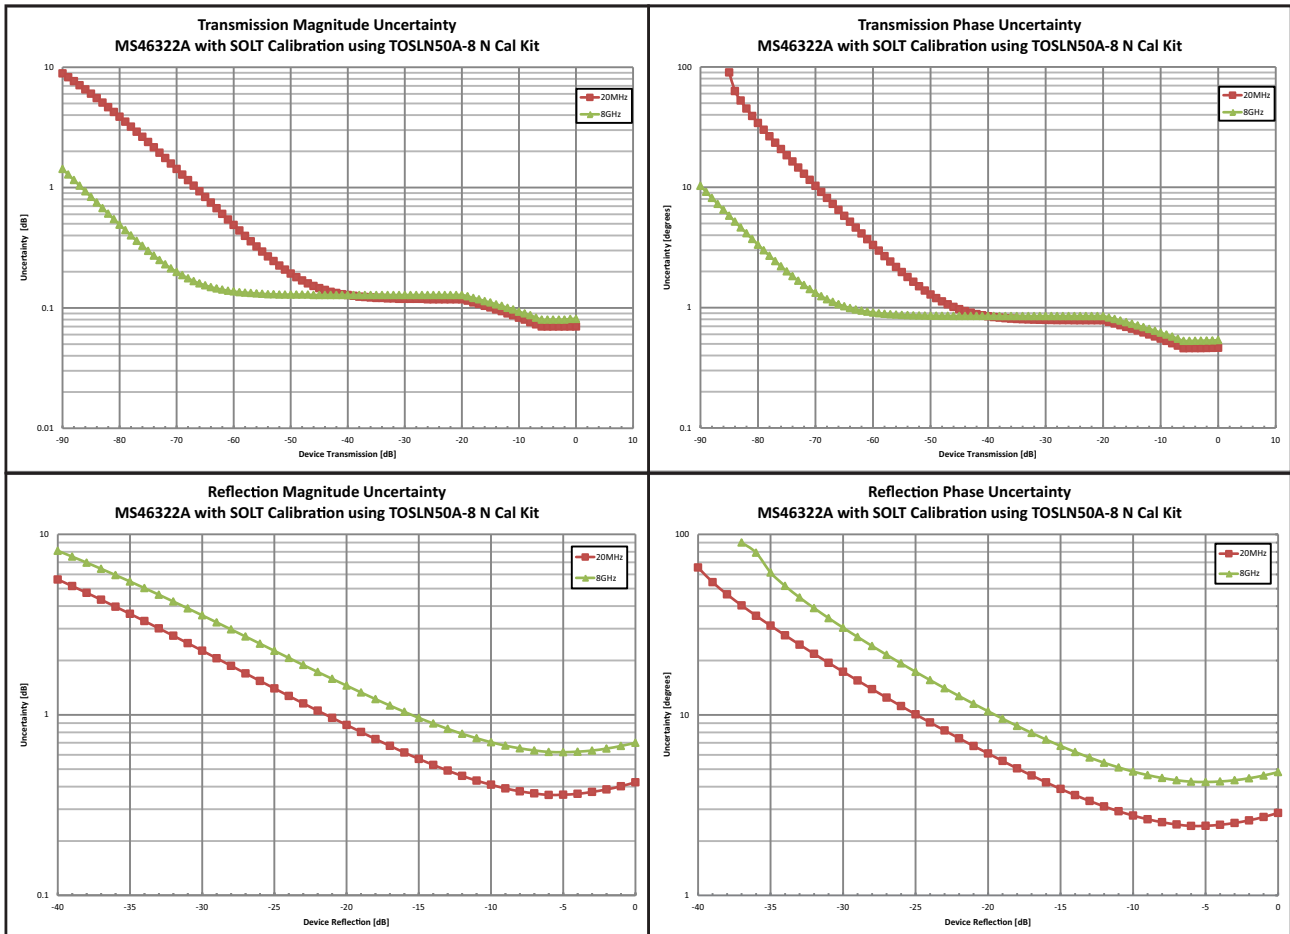 Transmission Magnitude Uncertainty
MS46322A with SOLT Calibration using TOSLN50A-8 N Cal Kit
10
1
0.1
0.01
Uncertainty [dB]
20MHz
8GHz
-90 -80 -70 -60 -50 -40 -30 -20 -10 0 10
Device Transmission [dB]
Transmission Phase Uncertainty
MS46322A with SOLT Calibration using TOSLN50A-8 N Cal Kit
100
10
1
0.1
Uncertainty [degrees]
20MHz
8GHz
-90 -80 -70 -60 -50 -40 -30 -20 -10 0 10
Device Transmission [dB]
Reflection Magnitude Uncertainty
MS46322A with SOLT Calibration using TOSLN50A-8 N Cal Kit
10
1
0.1
Uncertainty [dB]
20MHz
8GHz
-40 -35 -30 -25 -20 -15 -10 -5 0
Device Reflection [dB]
Reflection Phase Uncertainty
MS46322A with SOLT Calibration using TOSLN50A-8 N Cal Kit
100
10
1
Uncertainty [degrees]
20MHz
8GHz
-40 -35 -30 -25 -20 -15 -10 -5 0
Device Reflection [dB]